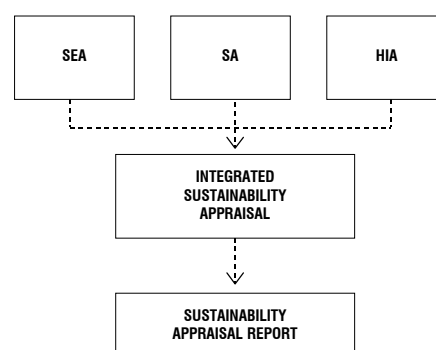 SEA
SA
HIA
INTEGRATED
SUSTAINABILITY
APPRAISAL
SUSTAINABILITY
APPRAISAL REPORT